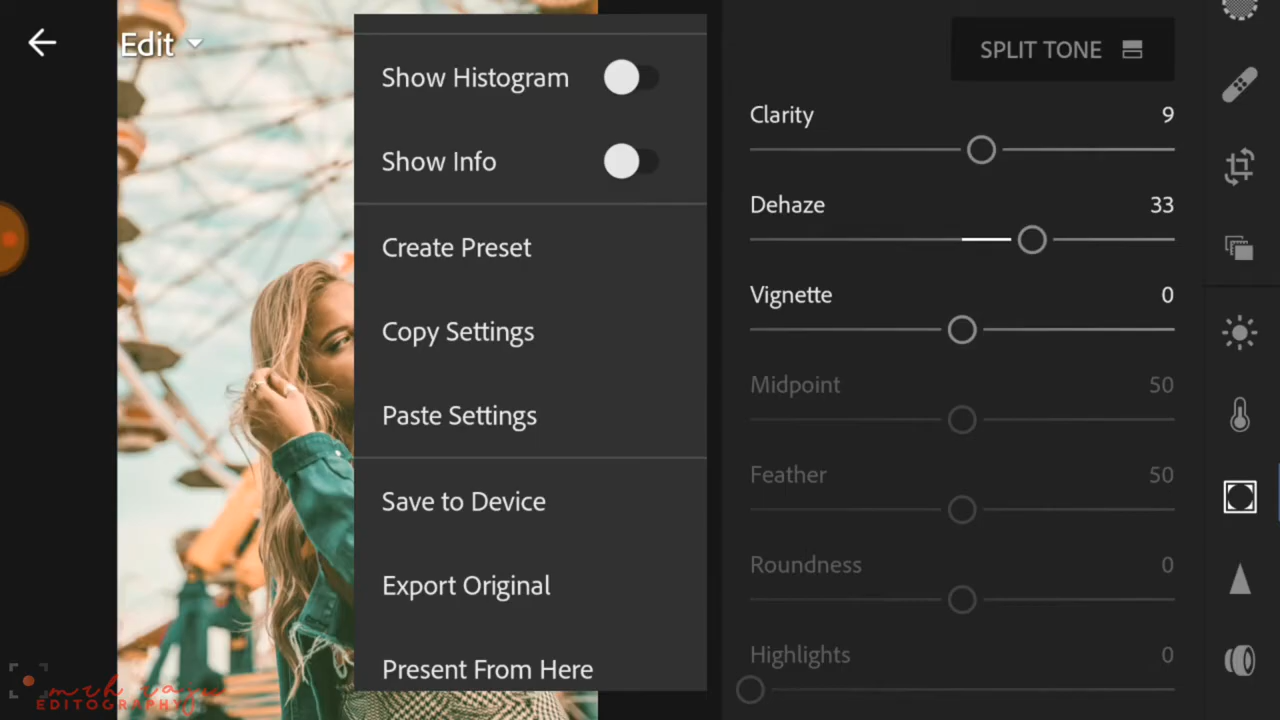 Edit
Show Histogram
Show Info
Create Preset
Copy Settings
Paste Settings
Save to Device
Export Original
Present From Here
SPLIT TONE
Clarity 9
Dehaze 33
Vignette 0
Midpoint 50
Feather 50
Roundness 0
Highlights 0
EDITOGRAPHY